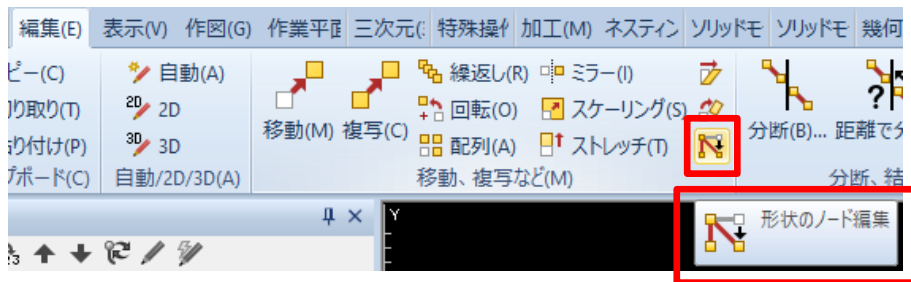 編集(E) 表示(V) 作図(G) 作業平面 三次元(: 特殊操作 加工(M) ネスティン ソリッドモ ソリッドモ 幾何
ピー(C) 自動(A) 繰返し(R) ミラー(I)
切り取り(T) 2D 2D 移動(M) 複写(C) 回転(O) スケーリング(S) 分断(B)... 距離で分
貼り付け(P) 3D 3D 配列(A) ストレッチ(T)
プボード(C) 自動/2D/3D(A) 移動、複写など(M) 分断、結
Y
形状のノード編集